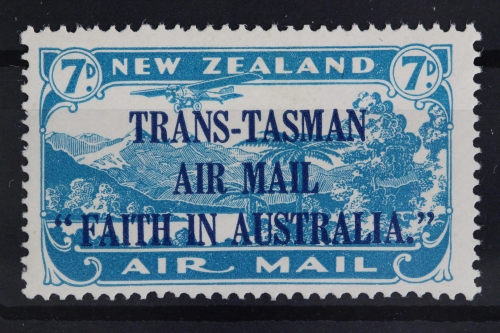 7D NEW ZEALAND 7D
TRANS-TASMAN
AIR MAIL
"FAITH IN AUSTRALIA."
AIR MAIL